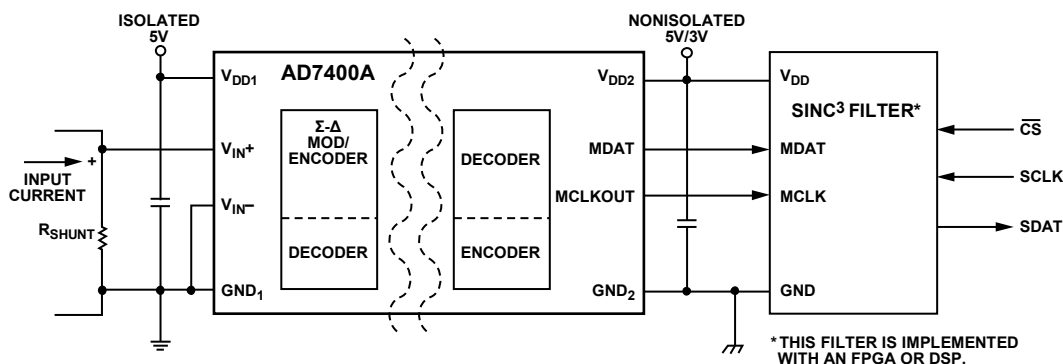 ISOLATED
5V
NONISOLATED
5V/3V
AD7400A
VDD1
VIN+
VIN–
GND1
Σ-Δ
MOD/
ENCODER
DECODER
DECODER
ENCODER
VDD2
MDAT
MCLKOUT
GND2
VDD
SINC³ FILTER*
MDAT
MCLK
GND
CS
SCLK
SDAT
+
INPUT
CURRENT
RSHUNT
*THIS FILTER IS IMPLEMENTED
WITH AN FPGA OR DSP.